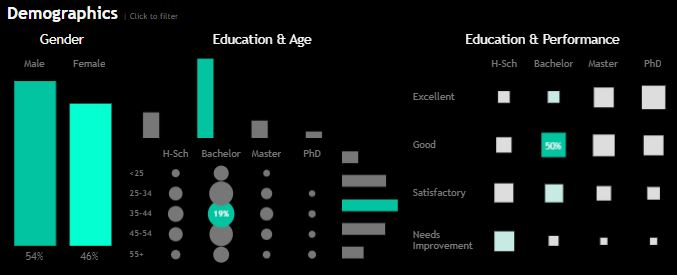 Demographics | Click to filter
Gender
Male Female
54% 46%
Education & Age
H-Sch Bachelor Master PhD
<25
25-34
35-44 19%
45-54
55+
Education & Performance
H-Sch Bachelor Master PhD
Excellent
Good 50%
Satisfactory
Needs
Improvement